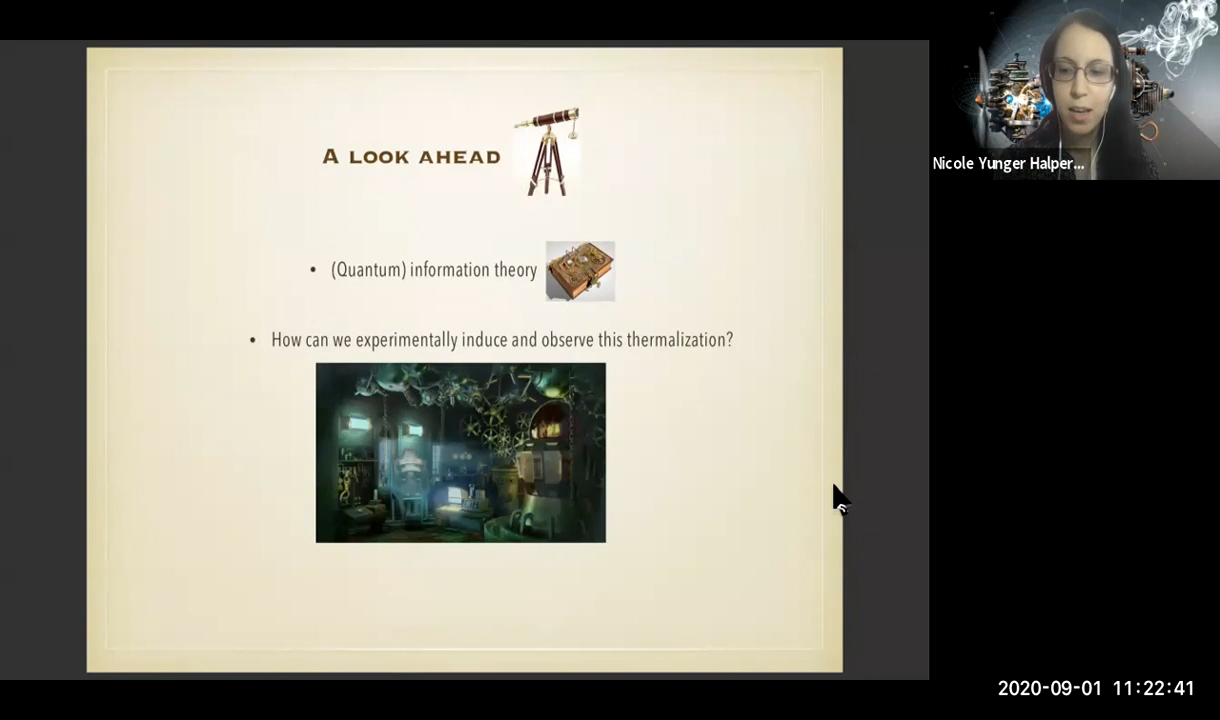 A LOOK AHEAD
• (Quantum) information theory
• How can we experimentally induce and observe this thermalization?
Nicole Yunger Halper...
2020-09-01 11:22:41